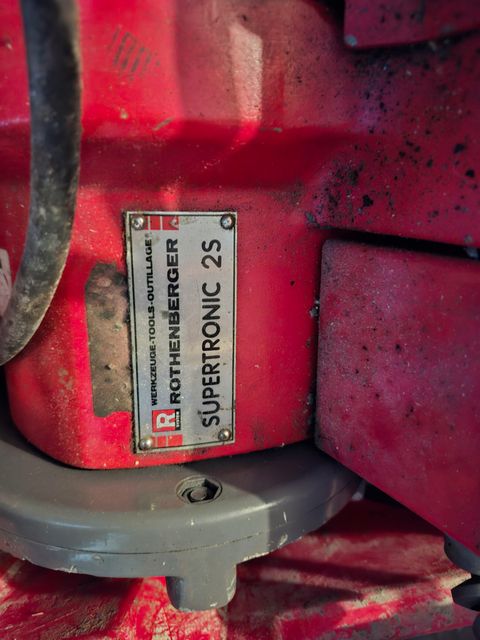 WERKZEUGE-TOOLS-OUTILLAGE
R ROTHENBERGER
SUPERTRONIC 2S